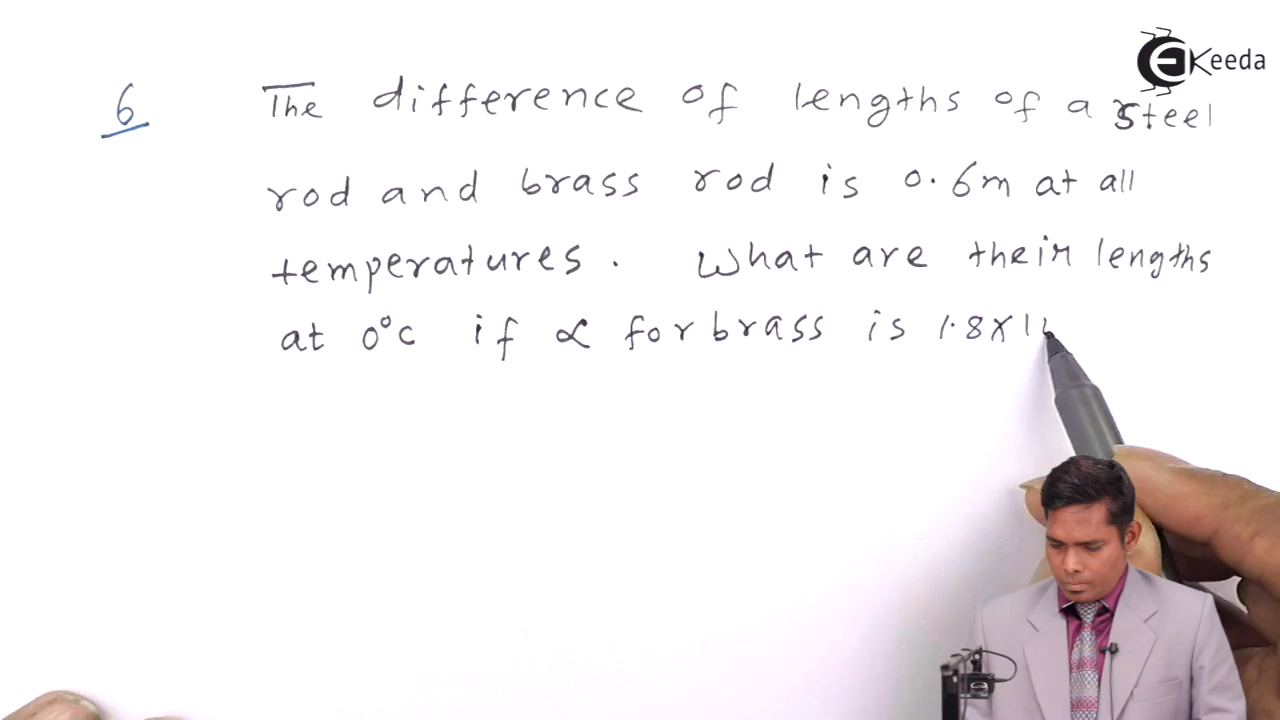 Keeda
6 The difference of lengths of a steel
rod and brass rod is 0.6m at all
temperatures. What are their lengths
at 0°c if ∝ for brass is 1.8×1